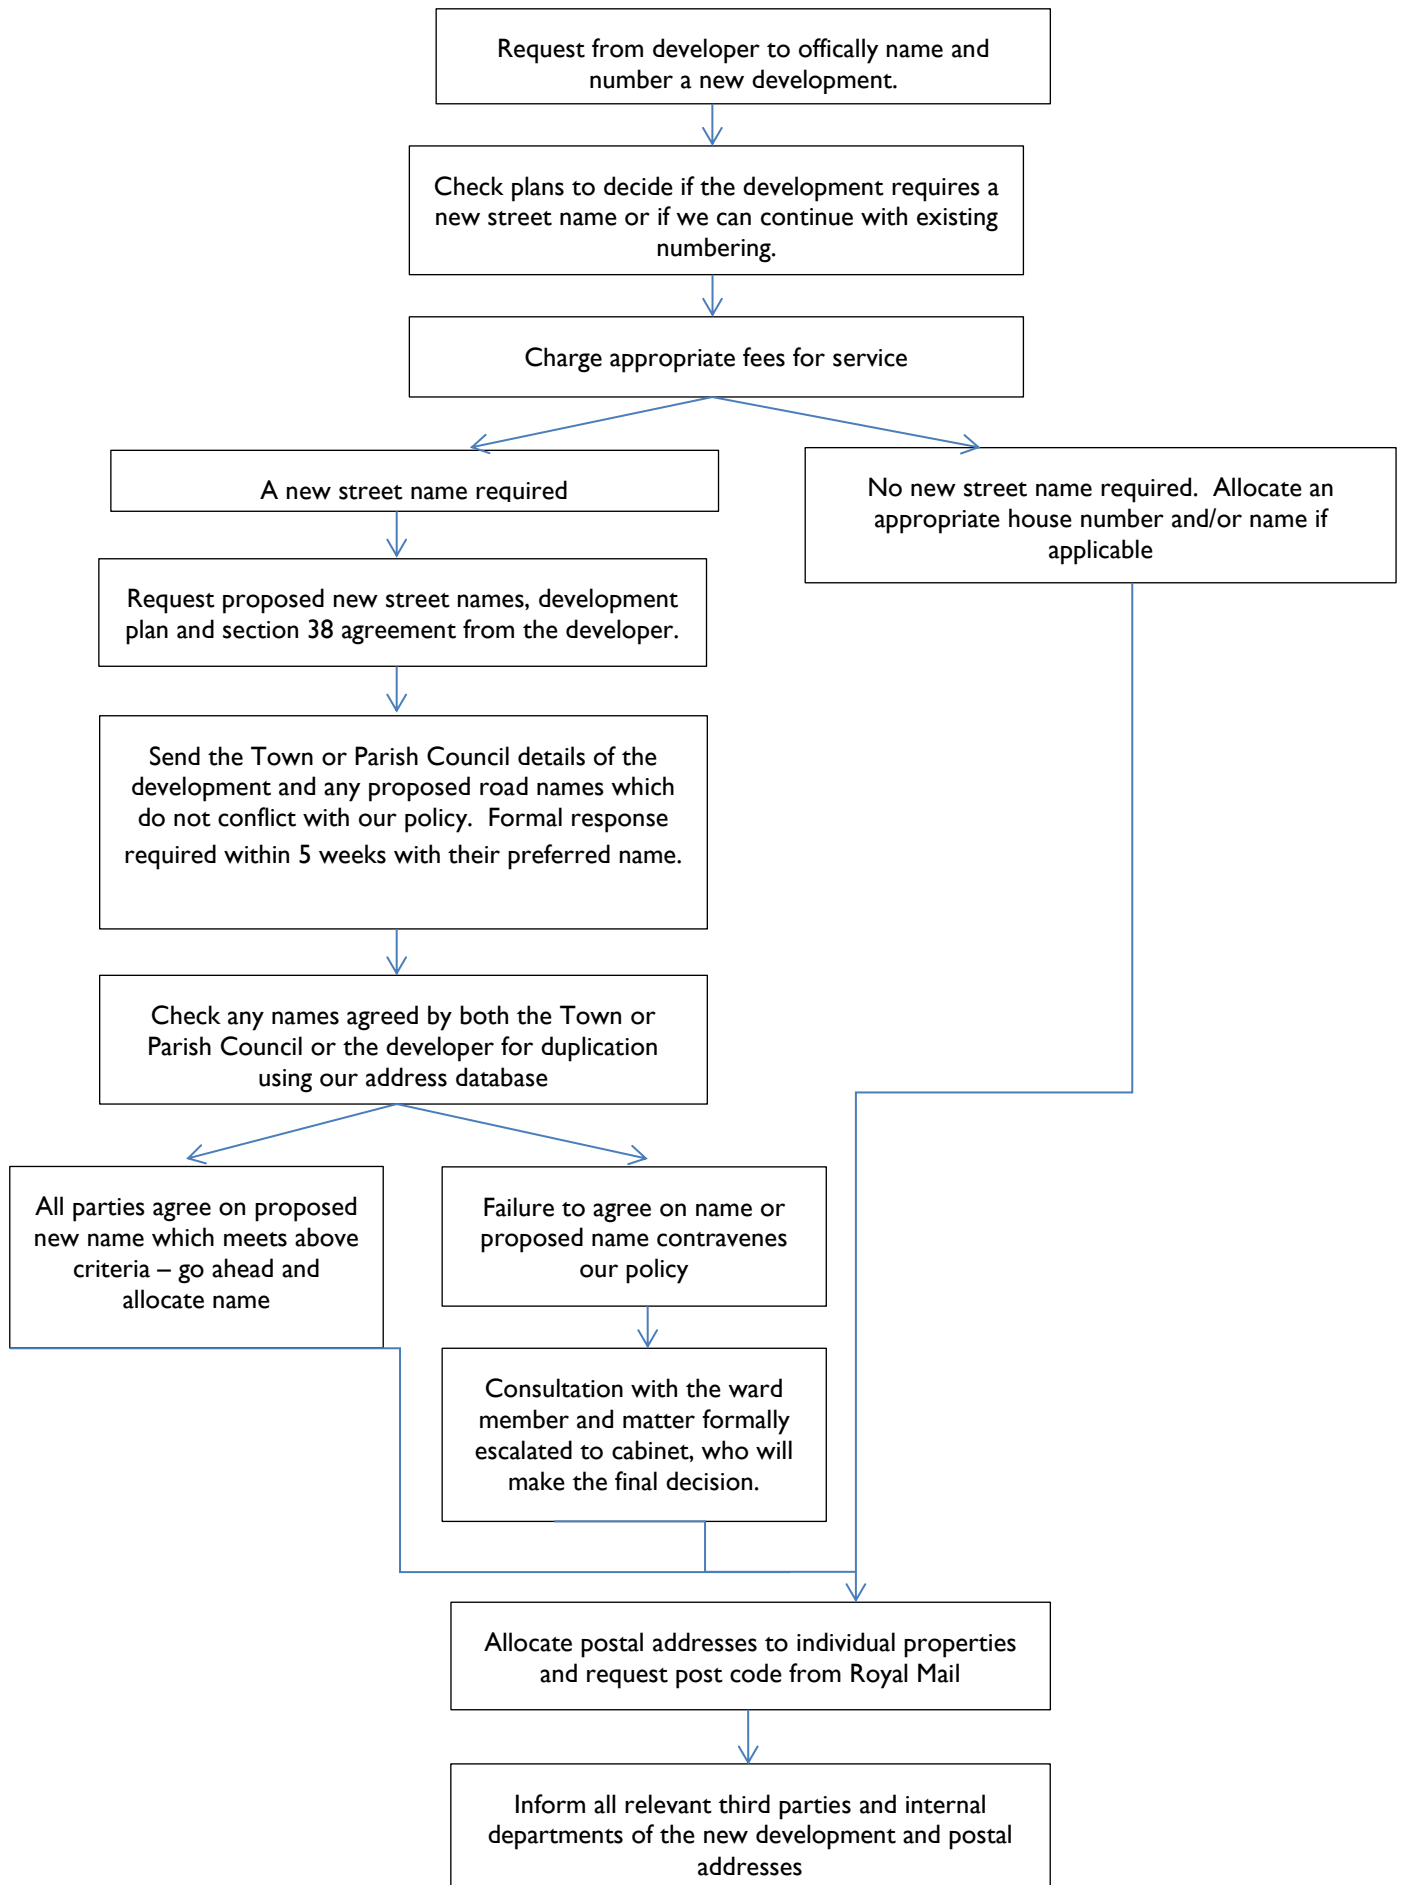 Request from developer to offically name and
number a new development.
Check plans to decide if the development requires a
new street name or if we can continue with existing
numbering.
Charge appropriate fees for service
A new street name required
No new street name required.  Allocate an
appropriate house number and/or name if
applicable
Request proposed new street names, development
plan and section 38 agreement from the developer.
Send the Town or Parish Council details of the
development and any proposed road names which
do not conflict with our policy.  Formal response
required within 5 weeks with their preferred name.
Check any names agreed by both the Town or
Parish Council or the developer for duplication
using our address database
All parties agree on proposed
new name which meets above
criteria – go ahead and
allocate name
Failure to agree on name or
proposed name contravenes
our policy
Consultation with the ward
member and matter formally
escalated to cabinet, who will
make the final decision.
Allocate postal addresses to individual properties
and request post code from Royal Mail
Inform all relevant third parties and internal
departments of the new development and postal
addresses